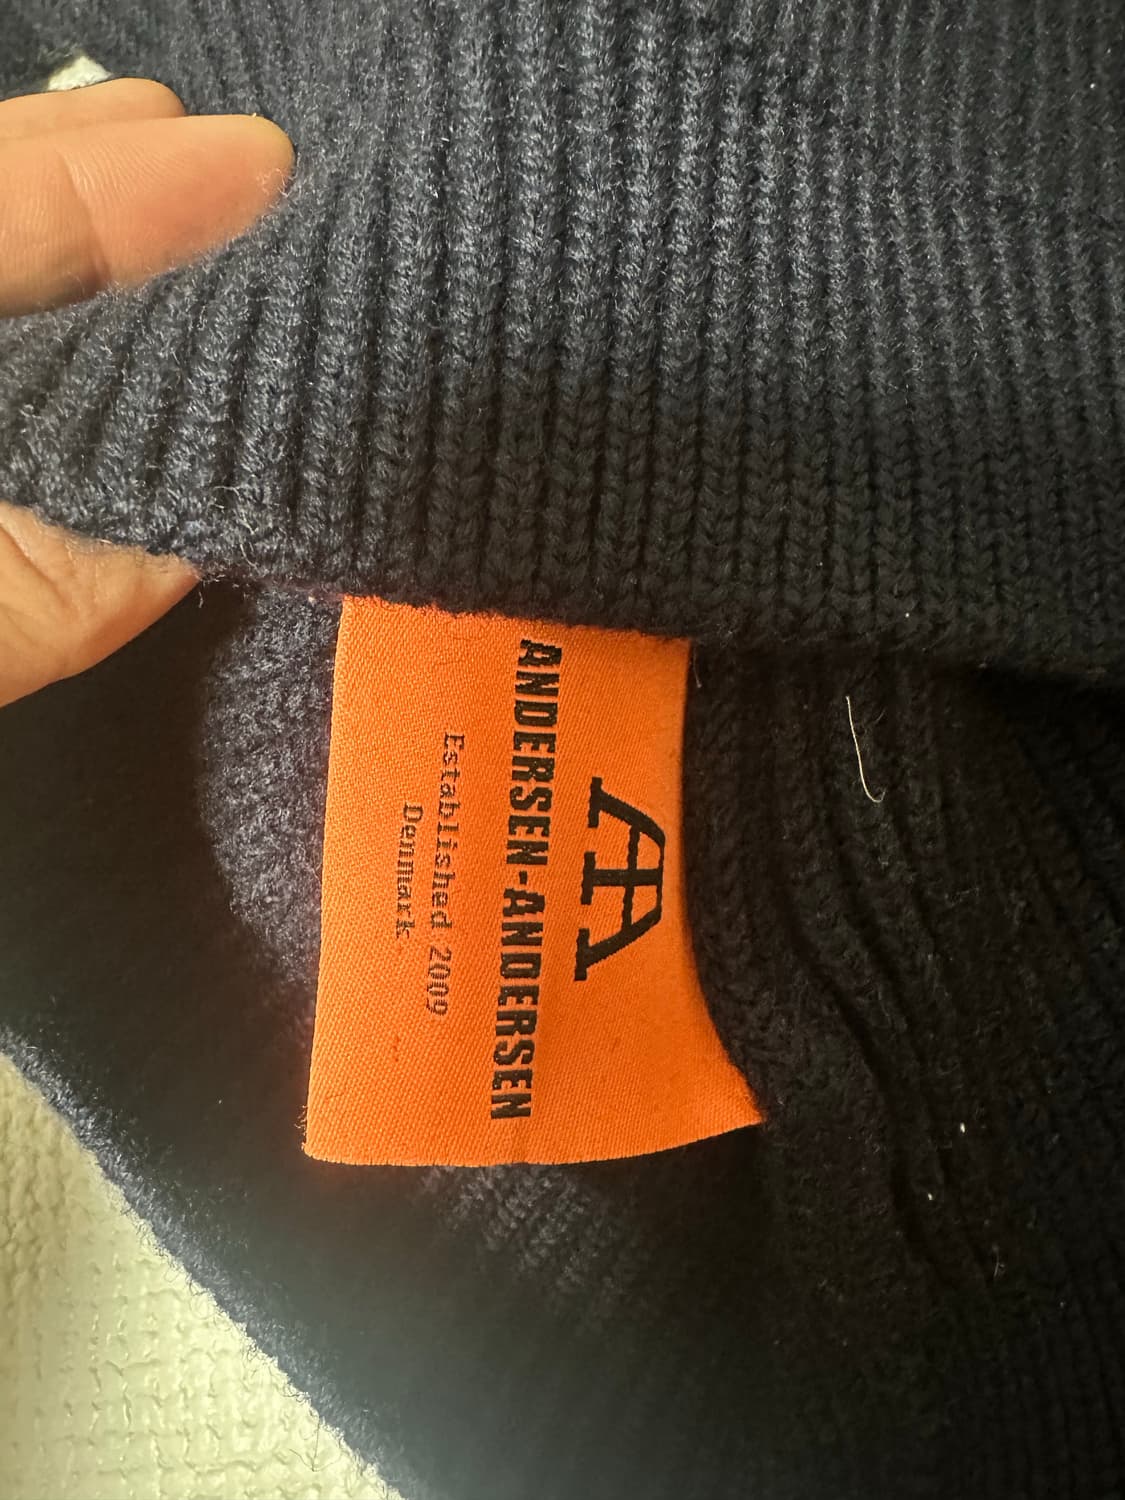 AA
ANDERSEN-ANDERSEN
Established 2009
Denmark